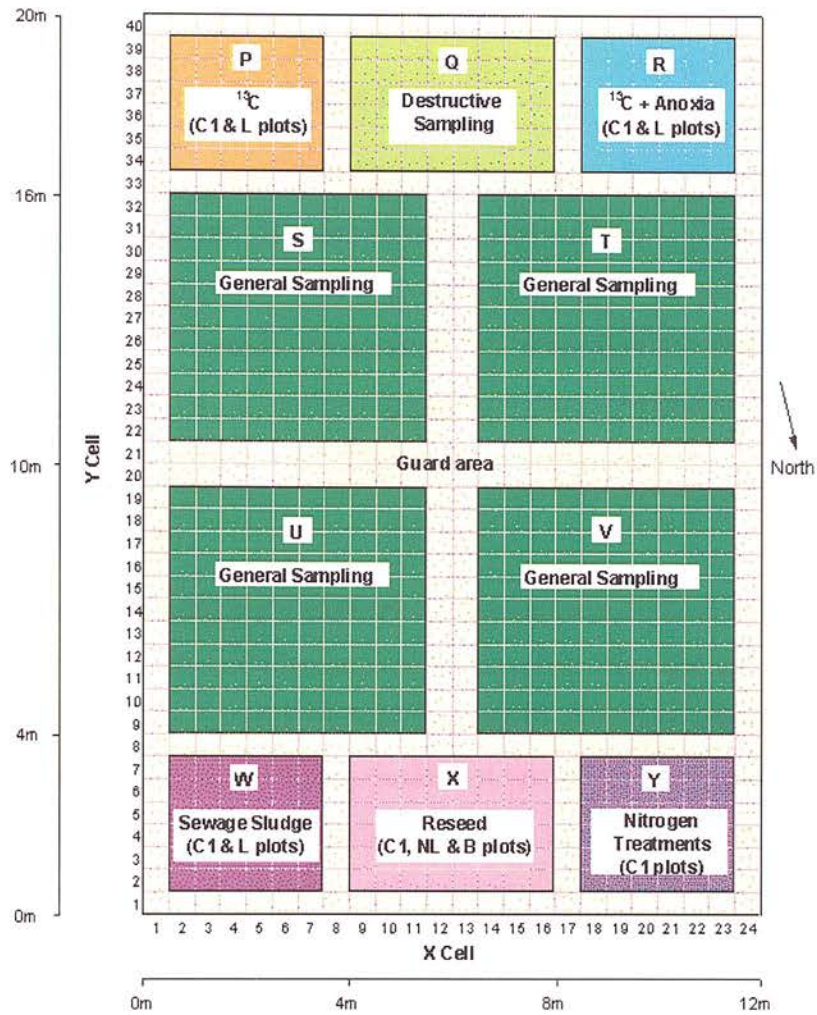 20m
16m
10m
4m
0m
Y Cell
40
39
38
37
36
35
34
33
32
31
30
29
28
27
26
25
24
23
22
21
20
19
18
17
16
15
14
13
12
11
10
9
8
7
6
5
4
3
2
1
P
¹³C
(C1 & L plots)
Q
Destructive
Sampling
R
¹³C + Anoxia
(C1 & L plots)
S
General Sampling
T
General Sampling
Guard area
North
U
General Sampling
V
General Sampling
W
Sewage Sludge
(C1 & L plots)
X
Reseed
(C1, NL & B plots)
Y
Nitrogen
Treatments
(C1 plots)
1 2 3 4 5 6 7 8 9 10 11 12 13 14 15 16 17 18 19 20 21 22 23 24
X Cell
0m 4m 8m 12m